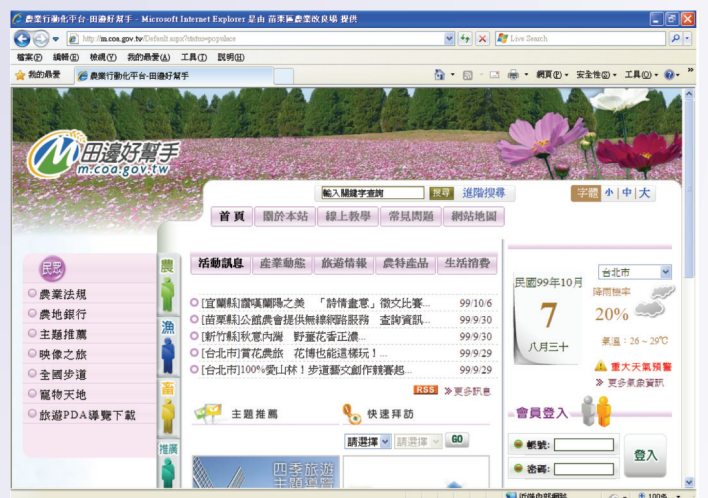 農業行動化平台-田邊好幫手 - Microsoft Internet Explorer 是由 苗栗區農業改良場 提供
http://m.coa.gov.tw/Default.aspx?status=populace
Live Search
檔案(F) 編輯(E) 檢視(V) 我的最愛(A) 工具(T) 說明(H)
我的最愛 農業行動化平台-田邊好幫手 網頁(P) 安全性(S) 工具(O)
田邊好幫手
m.coa.gov.tw
輸入關鍵字查詢 搜尋 進階搜尋 字體 小|中|大
首頁 關於本站 線上教學 常見問題 網站地圖
民眾
農業法規
農地銀行
主題推薦
映像之旅
全國步道
寵物天地
旅遊PDA導覽下載
農
漁
畜
推廣
活動訊息 產業動態 旅遊情報 農特產品 生活消費
[宜蘭縣]讚嘆蘭陽之美 「詩情畫意」徵文比賽... 99/10/6
[苗栗縣]公館農會提供無線網路服務 查詢資訊... 99/9/30
[新竹縣]秋意內灣 野薑花香正濃... 99/9/30
[台北市]賞花農旅 花博也能這樣玩！... 99/9/29
[台北市]100%愛山林！步道藝文創作競賽起... 99/9/29
RSS 更多訊息
主題推薦 快速拜訪
請選擇 請選擇 GO
四季旅遊
主題導覽
民國99年10月
7
八月三十
台北市
降雨機率
20%
氣溫：26 ~ 29℃
重大天氣預警
更多氣象資訊
會員登入
帳號:
密碼:
登入
近端內部網路 100%